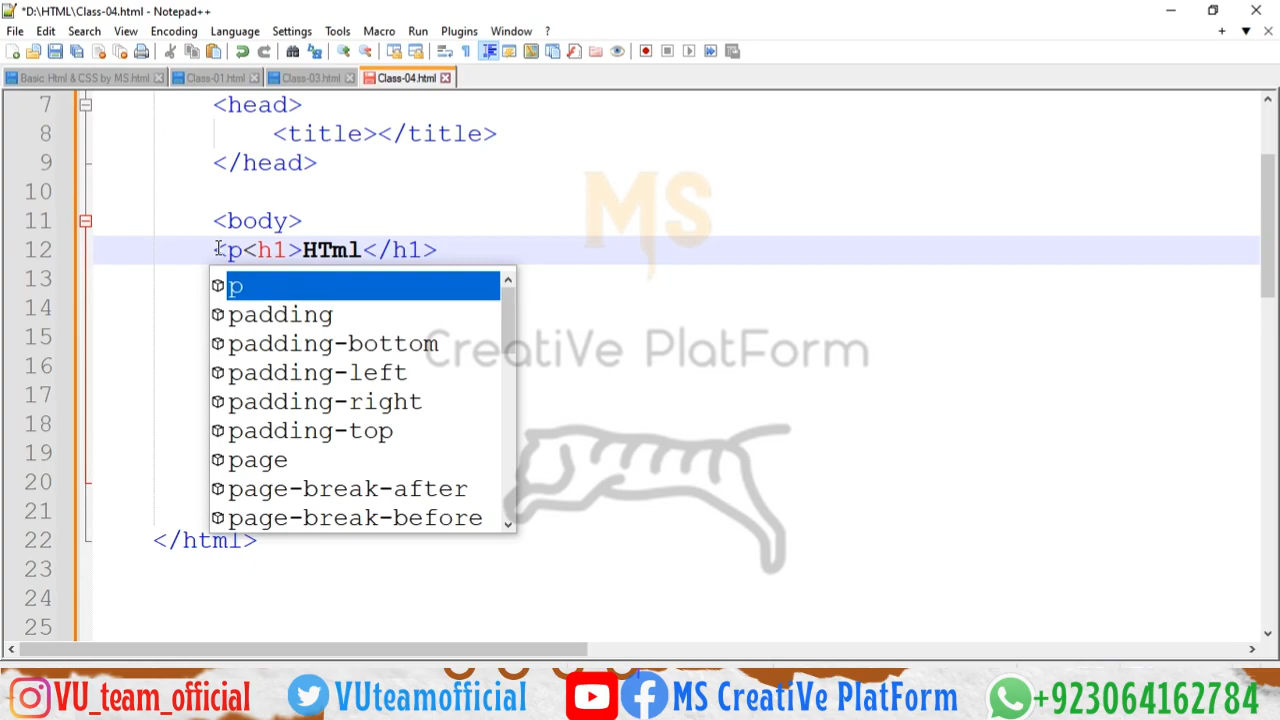 *D:\HTML\Class-04.html - Notepad++
File Edit Search View Encoding Language Settings Tools Macro Run Plugins Window ?
Basic Html & CSS by MS.html Class-01.html Class-03.html Class-04.html
7 <head>
8 <title></title>
9 </head>
10
11 <body>
12 <p<h1>HTml</h1>
13
14
15
16
17
18
19
20
21
22 </html>
23
24
25
p
padding
padding-bottom
padding-left
padding-right
padding-top
page
page-break-after
page-break-before
MS
CreatiVe PlatForm
VU_team_official VUteamofficial MS CreatiVe PlatForm +923064162784